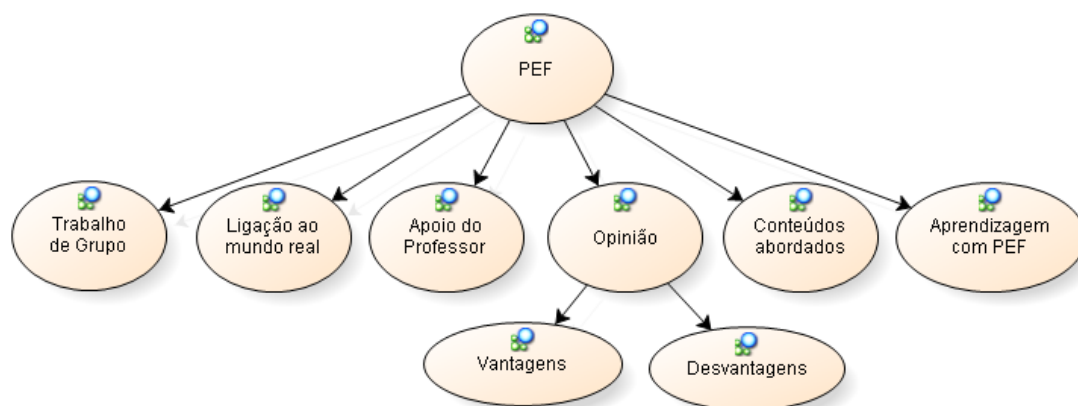 PEF
Trabalho
de Grupo
Ligação ao
mundo real
Apoio do
Professor
Opinião
Conteúdos
abordados
Aprendizagem
com PEF
Vantagens
Desvantagens